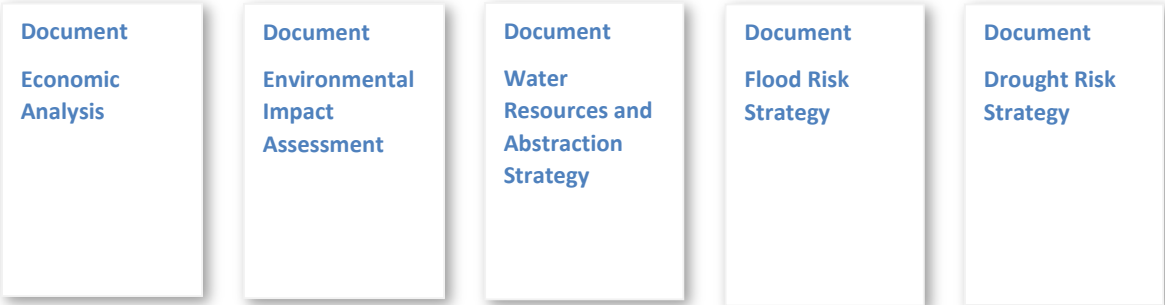 Document
Economic
Analysis
Document
Environmental
Impact
Assessment
Document
Water
Resources and
Abstraction
Strategy
Document
Flood Risk
Strategy
Document
Drought Risk
Strategy